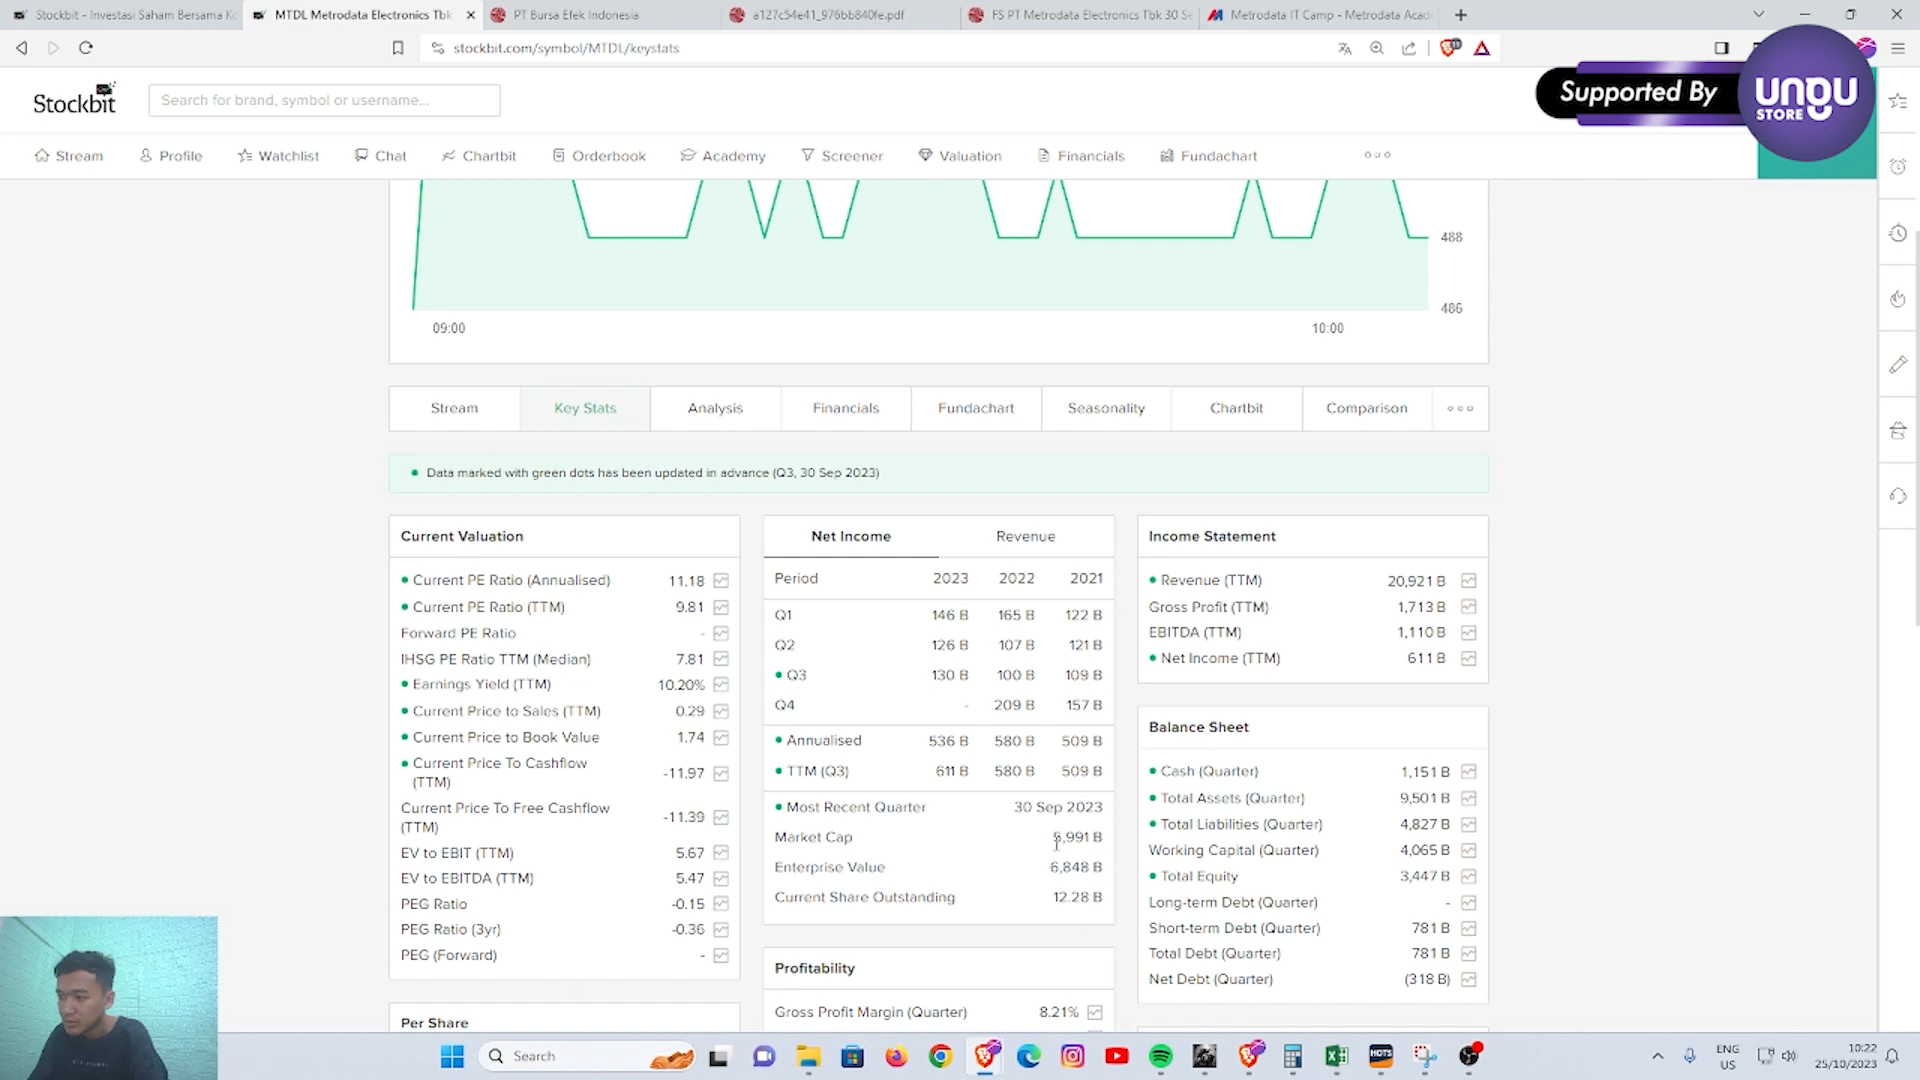 Stockbit - Investasi Saham Bersama Ko
MTDL Metrodata Electronics Tbk
PT Bursa Efek Indonesia
a127c54e41_976bb840fe.pdf
FS PT Metrodata Electronics Tbk 30 Se
Metrodata IT Camp - Metrodata Acad
stockbit.com/symbol/MTDL/keystats
Stockbit
Search for brand, symbol or username...
Supported By
UNGU
STORE
Stream
Profile
Watchlist
Chat
Chartbit
Orderbook
Academy
Screener
Valuation
Financials
Fundachart
488
486
09:00
10:00
Stream
Key Stats
Analysis
Financials
Fundachart
Seasonality
Chartbit
Comparison
Data marked with green dots has been updated in advance (Q3, 30 Sep 2023)
Current Valuation
Current PE Ratio (Annualised) 11.18
Current PE Ratio (TTM) 9.81
Forward PE Ratio -
IHSG PE Ratio TTM (Median) 7.81
Earnings Yield (TTM) 10.20%
Current Price to Sales (TTM) 0.29
Current Price to Book Value 1.74
Current Price To Cashflow
(TTM) -11.97
Current Price To Free Cashflow
(TTM) -11.39
EV to EBIT (TTM) 5.67
EV to EBITDA (TTM) 5.47
PEG Ratio -0.15
PEG Ratio (3yr) -0.36
PEG (Forward) -
Per Share
Net Income Revenue
Period 2023 2022 2021
Q1 146 B 165 B 122 B
Q2 126 B 107 B 121 B
Q3 130 B 100 B 109 B
Q4 - 209 B 157 B
Annualised 536 B 580 B 509 B
TTM (Q3) 611 B 580 B 509 B
Most Recent Quarter 30 Sep 2023
Market Cap 5,991 B
Enterprise Value 6,848 B
Current Share Outstanding 12.28 B
Profitability
Gross Profit Margin (Quarter) 8.21%
Income Statement
Revenue (TTM) 20,921 B
Gross Profit (TTM) 1,713 B
EBITDA (TTM) 1,110 B
Net Income (TTM) 611 B
Balance Sheet
Cash (Quarter) 1,151 B
Total Assets (Quarter) 9,501 B
Total Liabilities (Quarter) 4,827 B
Working Capital (Quarter) 4,065 B
Total Equity 3,447 B
Long-term Debt (Quarter) -
Short-term Debt (Quarter) 781 B
Total Debt (Quarter) 781 B
Net Debt (Quarter) (318 B)
Search
HOTS
ENG
US
10:22
25/10/2023